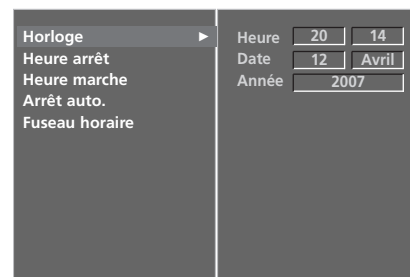 Horloge ►
Heure arrêt
Heure marche
Arrêt auto.
Fuseau horaire
Heure 20 14
Date 12 Avril
Année 2007